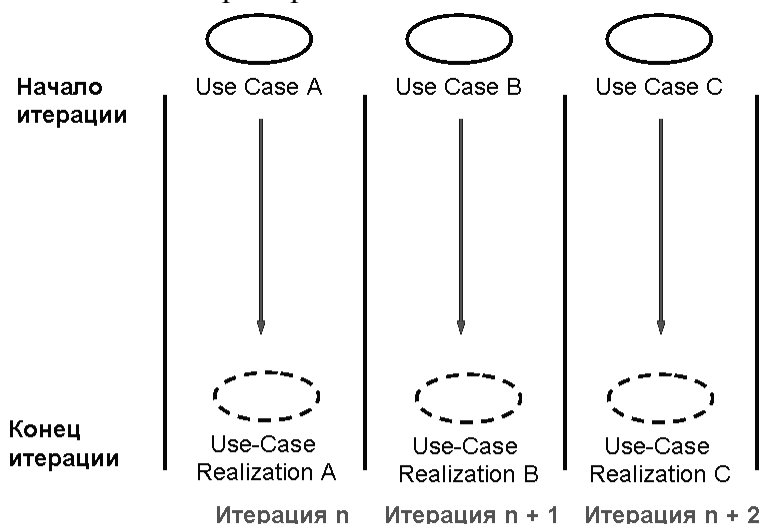 Use Case A
Use Case B
Use Case C
Начало
итерации
Конец
итерации
Use-Case
Realization A
Use-Case
Realization B
Use-Case
Realization C
Итерация n
Итерация n + 1
Итерация n + 2